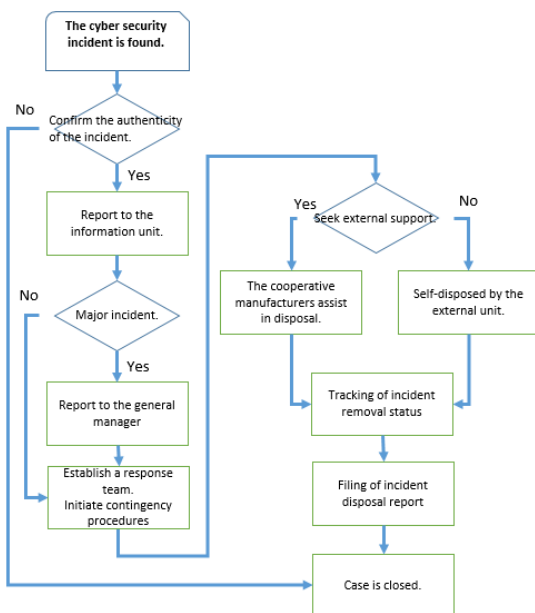 The cyber security
incident is found.
No
Confirm the authenticity
of the incident.
Yes
Report to the
information unit.
No
Major incident.
Yes
Report to the general
manager
Establish a response
team.
Initiate contingency
procedures
Yes
Seek external support.
No
The cooperative
manufacturers assist
in disposal.
Self-disposed by the
external unit.
Tracking of incident
removal status
Filing of incident
disposal report
Case is closed.